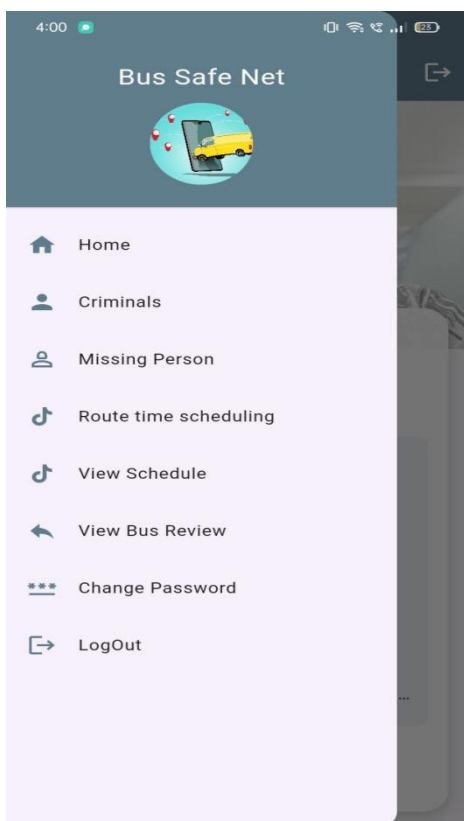 4:00
23
Bus Safe Net
Home
Criminals
Missing Person
Route time scheduling
View Schedule
View Bus Review
*** Change Password
LogOut
...